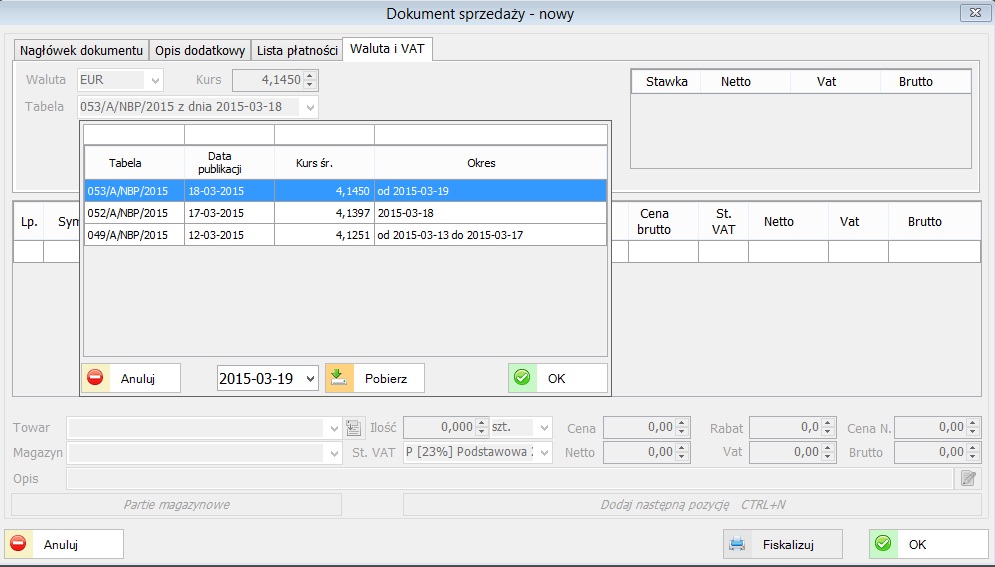 Dokument sprzedaży - nowy
Nagłówek dokumentu Opis dodatkowy Lista płatności Waluta i VAT
Waluta EUR Kurs 4,1450
Tabela 053/A/NBP/2015 z dnia 2015-03-18
Stawka Netto Vat Brutto
Tabela Data publikacji Kurs śr. Okres
053/A/NBP/2015 18-03-2015 4,1450 od 2015-03-19
052/A/NBP/2015 17-03-2015 4,1397 2015-03-18
049/A/NBP/2015 12-03-2015 4,1251 od 2015-03-13 do 2015-03-17
Lp. Sym Cena brutto St. VAT Netto Vat Brutto
Anuluj 2015-03-19 Pobierz OK
Towar Ilość 0,000 szt. Cena 0,00 Rabat 0,0 Cena N. 0,00
Magazyn St. VAT P [23%] Podstawowa Netto 0,00 Vat 0,00 Brutto 0,00
Opis
Partie magazynowe Dodaj następną pozycję CTRL+N
Anuluj Fiskalizuj OK